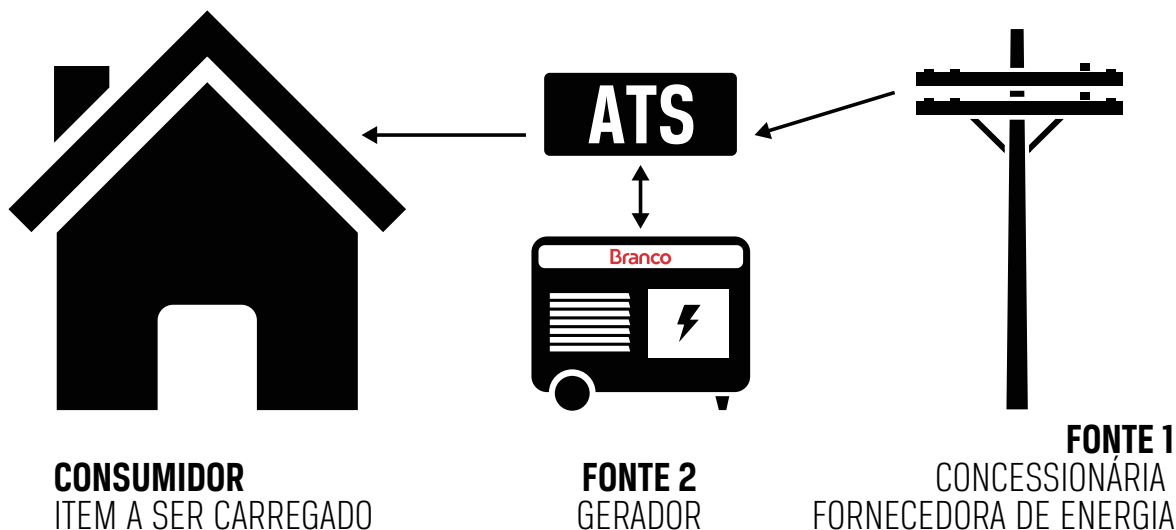 ATS
Branco
CONSUMIDOR
ITEM A SER CARREGADO
FONTE 2
GERADOR
FONTE 1
CONCESSIONÁRIA
FORNECEDORA DE ENERGIA